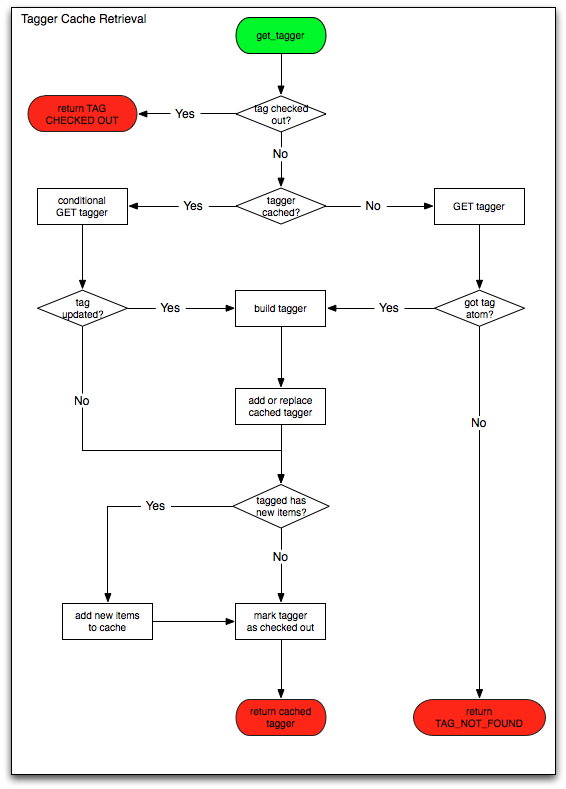 Tagger Cache Retrieval
get_tagger
tag checked
out?
Yes
return TAG
CHECKED OUT
No
conditional
GET tagger
Yes
tagger
cached?
No
GET tagger
tag
updated?
Yes
build tagger
Yes
got tag
atom?
No
add or replace
cached tagger
No
tagged has
new items?
Yes
No
add new items
to cache
mark tagger
as checked out
return cached
tagger
return
TAG_NOT_FOUND